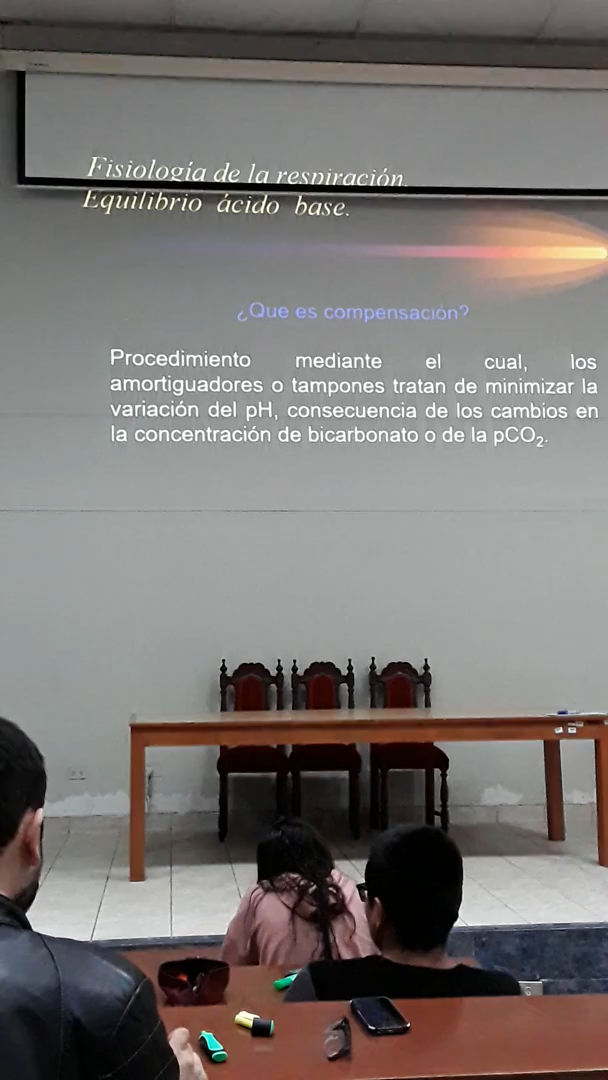 Fisiología de la respiración.
Equilibrio ácido base.
¿Que es compensación?
Procedimiento mediante el cual, los
amortiguadores o tampones tratan de minimizar la
variación del pH, consecuencia de los cambios en
la concentración de bicarbonato o de la pCO₂.